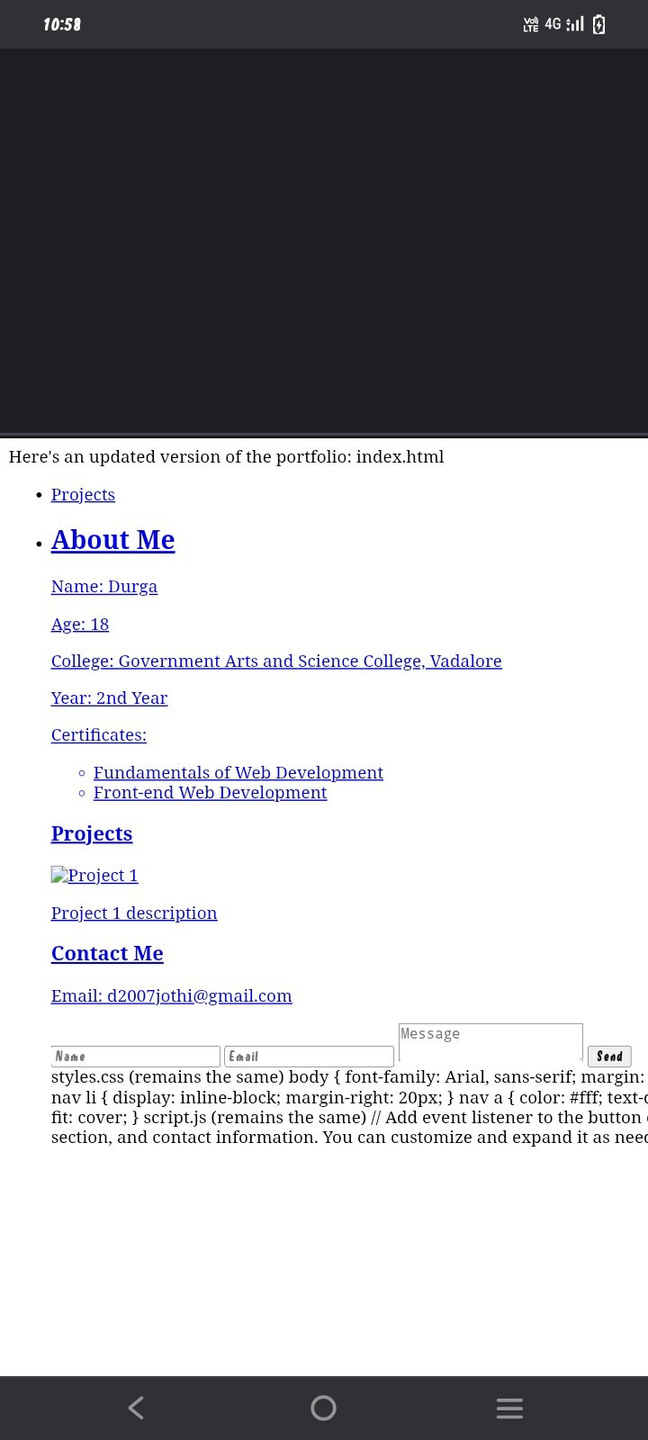 10:58
Vo)) LTE 4G
Here's an updated version of the portfolio: index.html
• Projects
• About Me
Name: Durga
Age: 18
College: Government Arts and Science College, Vadalore
Year: 2nd Year
Certificates:
◦ Fundamentals of Web Development
◦ Front-end Web Development
Projects
Project 1
Project 1 description
Contact Me
Email: d2007jothi@gmail.com
Name Email Message Send
styles.css (remains the same) body { font-family: Arial, sans-serif; margin:
nav li { display: inline-block; margin-right: 20px; } nav a { color: #fff; text-
fit: cover; } script.js (remains the same) // Add event listener to the button
section, and contact information. You can customize and expand it as